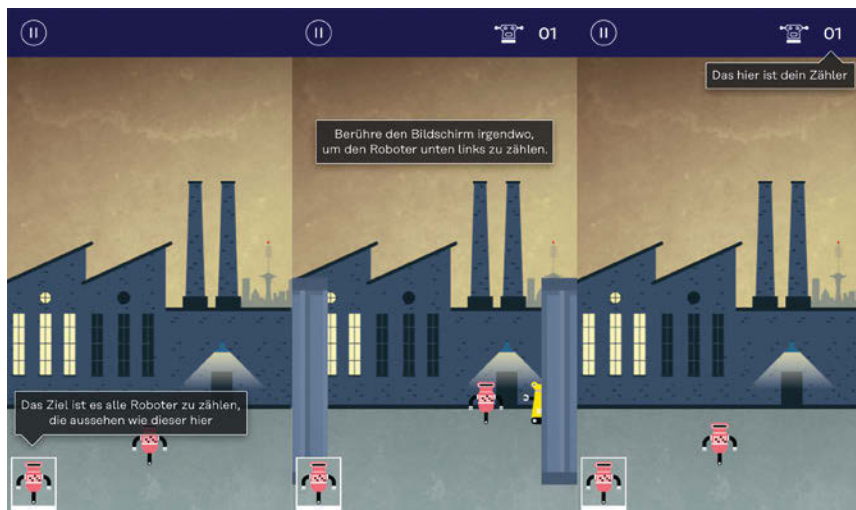 Das Ziel ist es alle Roboter zu zählen,
die aussehen wie dieser hier
01
Berühre den Bildschirm irgendwo,
um den Roboter unten links zu zählen.
01
Das hier ist dein Zähler